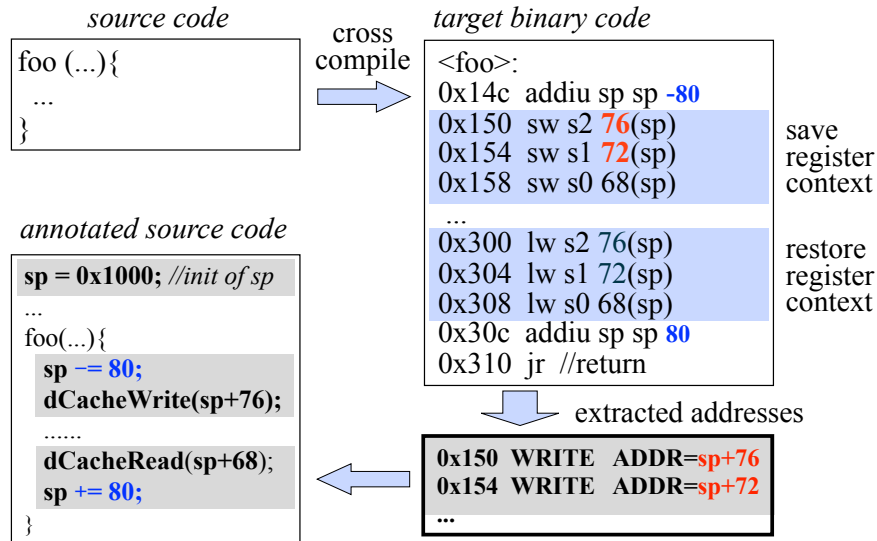 source code
foo (...){
...
}
cross
compile
target binary code
<foo>:
0x14c addiu sp sp -80
0x150 sw s2 76(sp)
0x154 sw s1 72(sp)
0x158 sw s0 68(sp)
...
0x300 lw s2 76(sp)
0x304 lw s1 72(sp)
0x308 lw s0 68(sp)
0x30c addiu sp sp 80
0x310 jr //return
save
register
context
restore
register
context
extracted addresses
0x150 WRITE ADDR=sp+76
0x154 WRITE ADDR=sp+72
...
annotated source code
sp = 0x1000; //init of sp
...
foo(...){
sp −= 80;
dCacheWrite(sp+76);
......
dCacheRead(sp+68);
sp += 80;
}